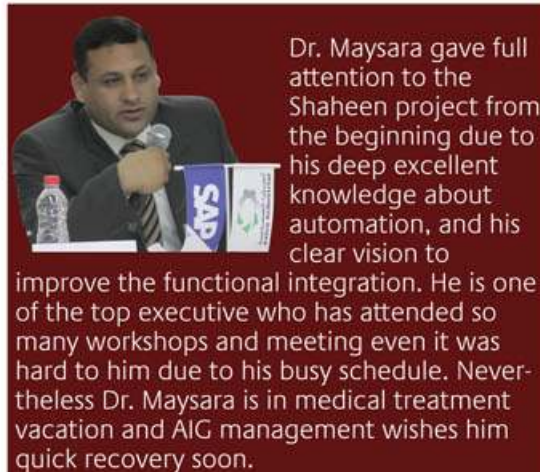 Dr. Maysara gave full
attention to the
Shaheen project from
the beginning due to
his deep excellent
knowledge about
automation, and his
clear vision to
improve the functional integration. He is one
of the top executive who has attended so
many workshops and meeting even it was
hard to him due to his busy schedule. Never-
theless Dr. Maysara is in medical treatment
vacation and AIG management wishes him
quick recovery soon.
SAP